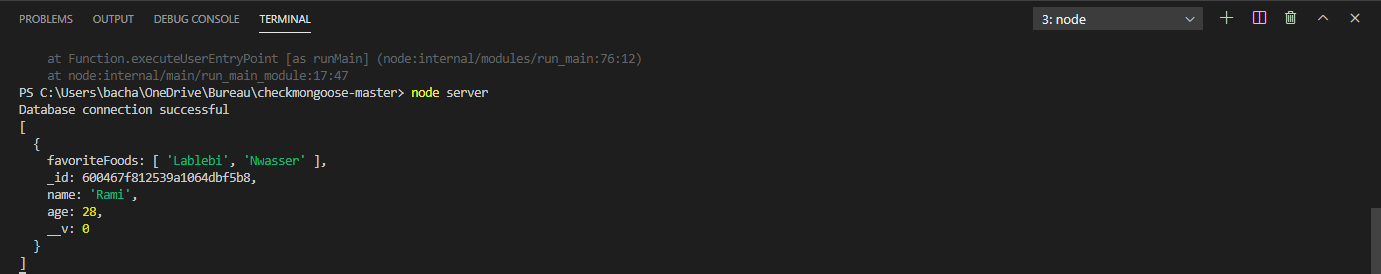 PROBLEMS OUTPUT DEBUG CONSOLE TERMINAL 3: node
at Function.executeUserEntryPoint [as runMain] (node:internal/modules/run_main:76:12)
at node:internal/main/run_main_module:17:47
PS C:\Users\bacha\OneDrive\Bureau\checkmongoose-master> node server
Database connection successful
[
{
favoriteFoods: [ 'Lablebi', 'Nwasser' ],
_id: 600467f812539a1064dbf5b8,
name: 'Rami',
age: 28,
__v: 0
}
]